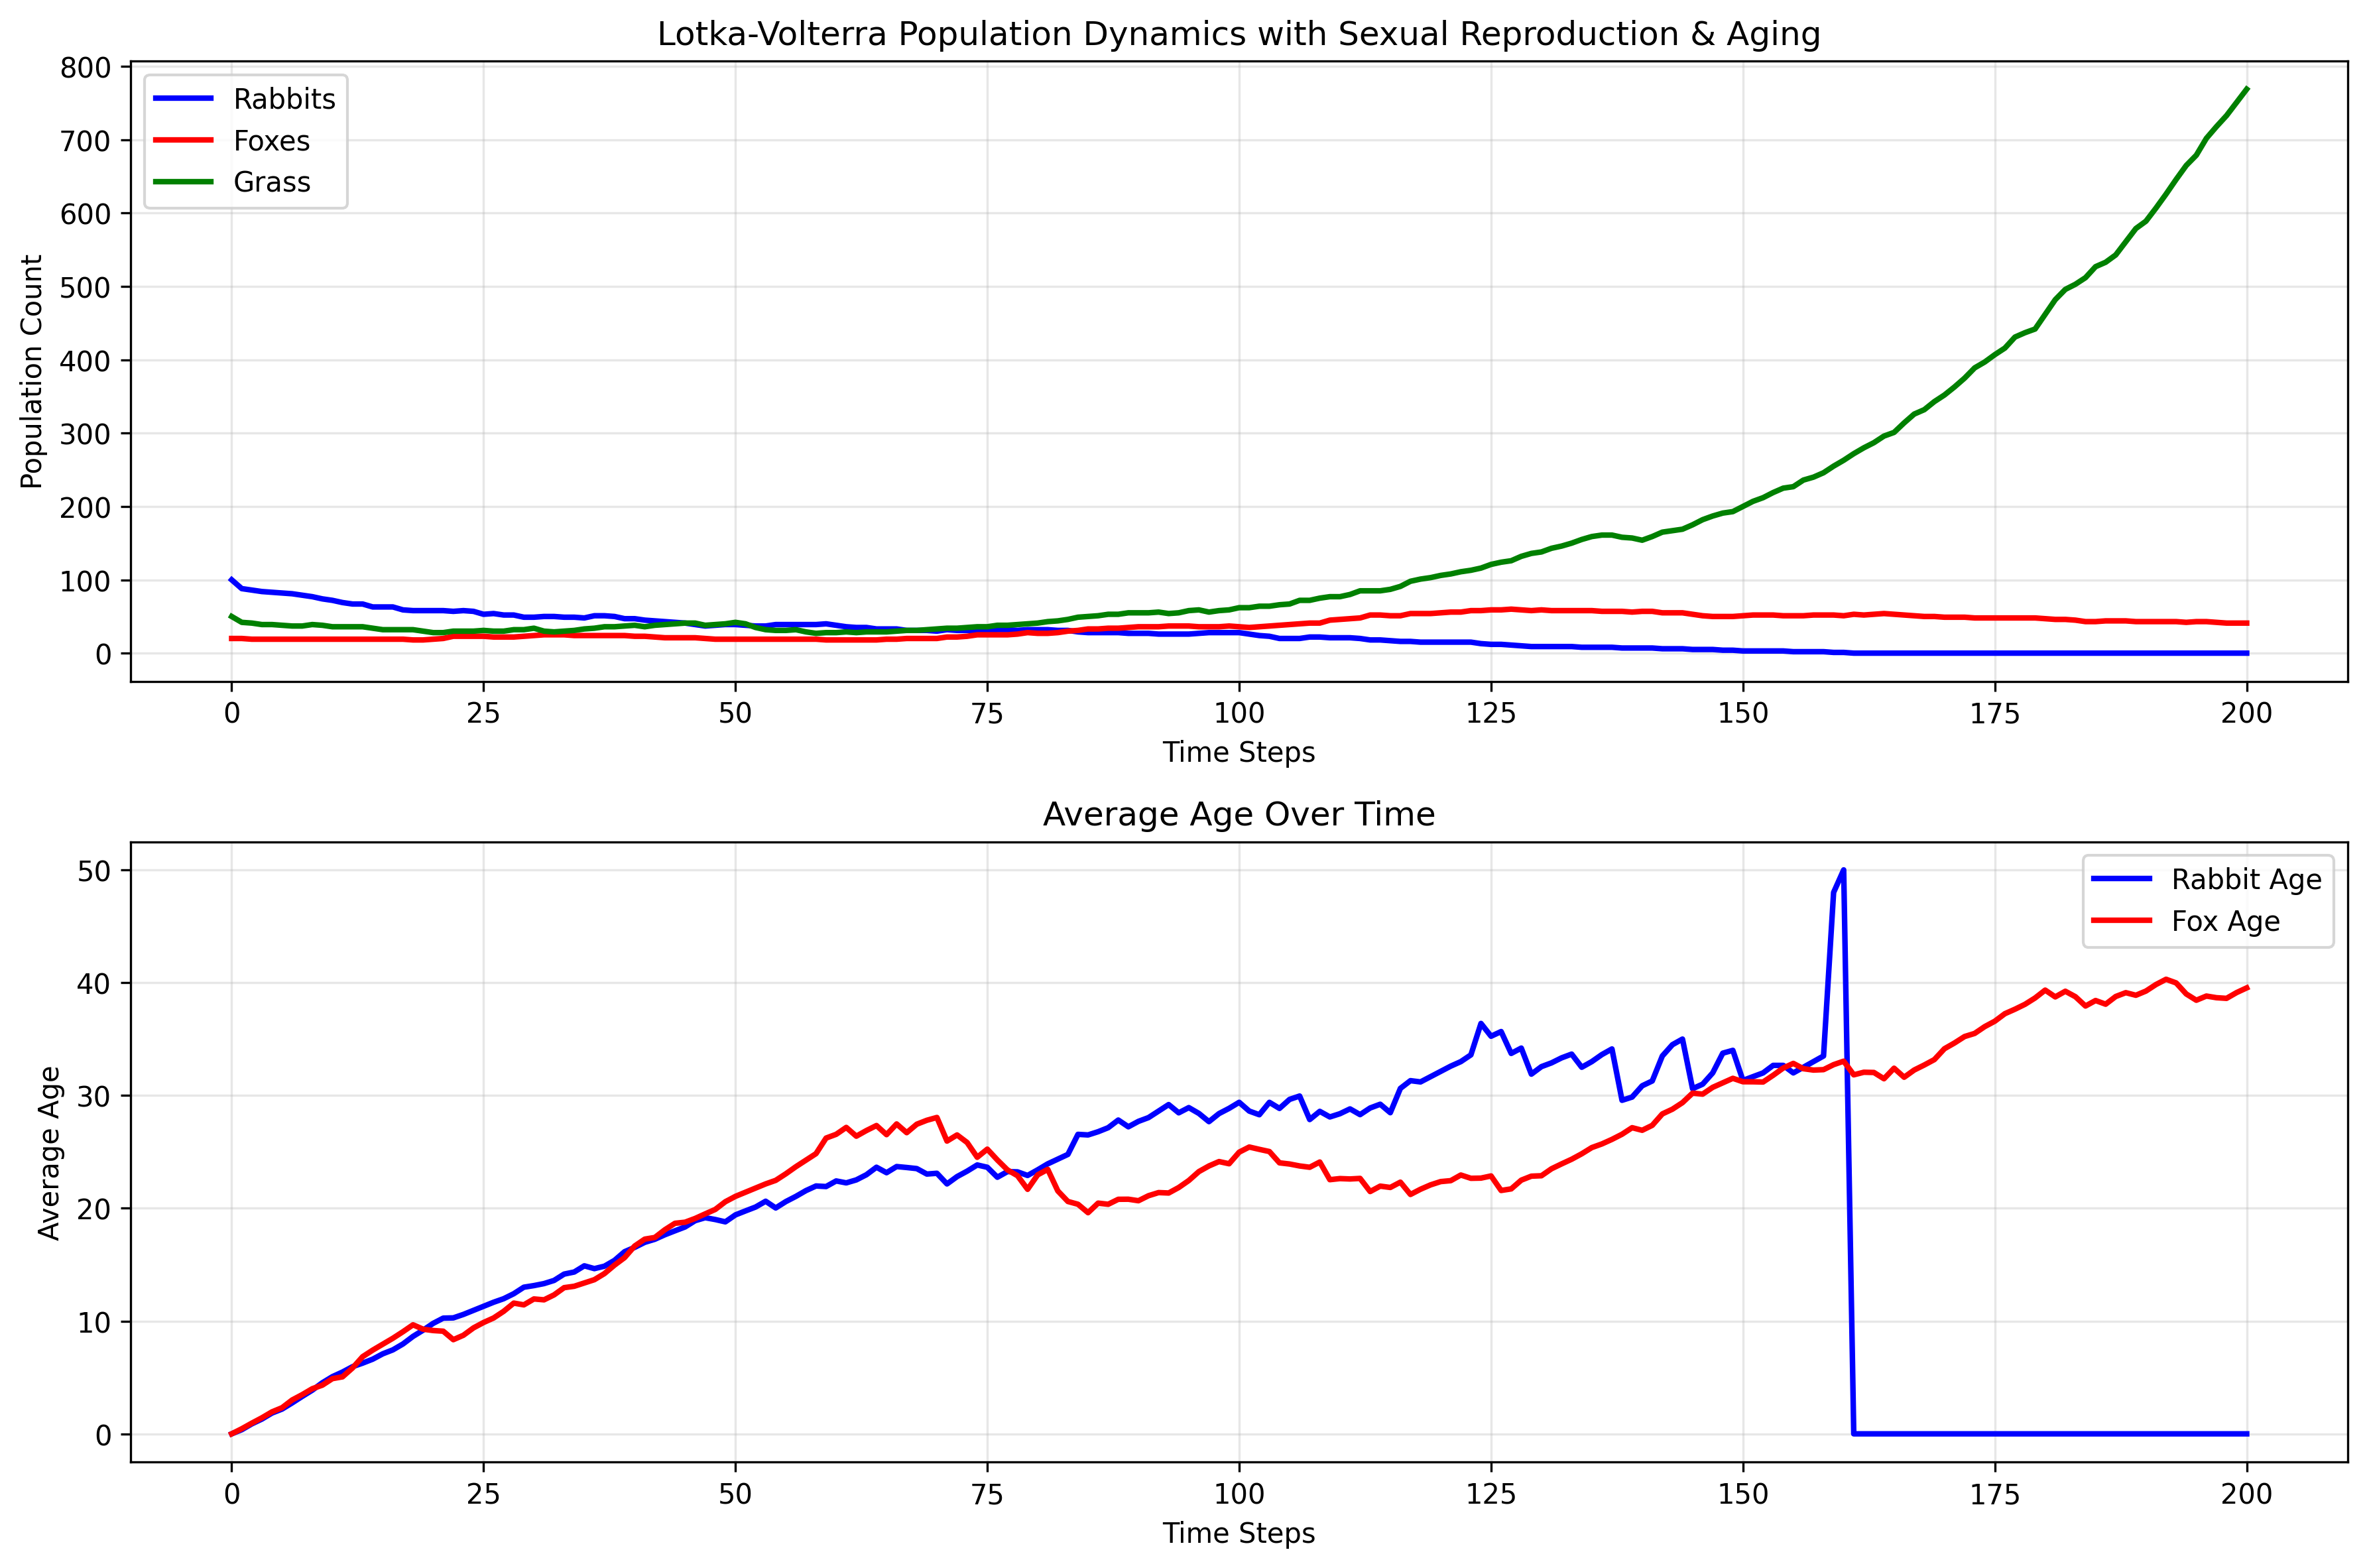 Lotka-Volterra Population Dynamics with Sexual Reproduction & Aging
800
700
600
500
400
300
200
100
0
Population Count
Rabbits
Foxes
Grass
0 25 50 75 100 125 150 175 200
Time Steps
Average Age Over Time
50
40
30
20
10
0
Average Age
Rabbit Age
Fox Age
0 25 50 75 100 125 150 175 200
Time Steps